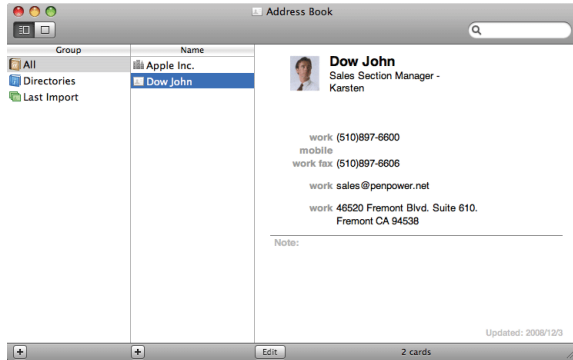 Address Book
Group
Name
All
Directories
Last Import
Apple Inc.
Dow John
Dow John
Sales Section Manager -
Karsten
work (510)897-6600
mobile
work fax (510)897-6606
work sales@penpower.net
work 46520 Fremont Blvd. Suite 610.
Fremont CA 94538
Note:
Updated: 2008/12/3
Edit
2 cards